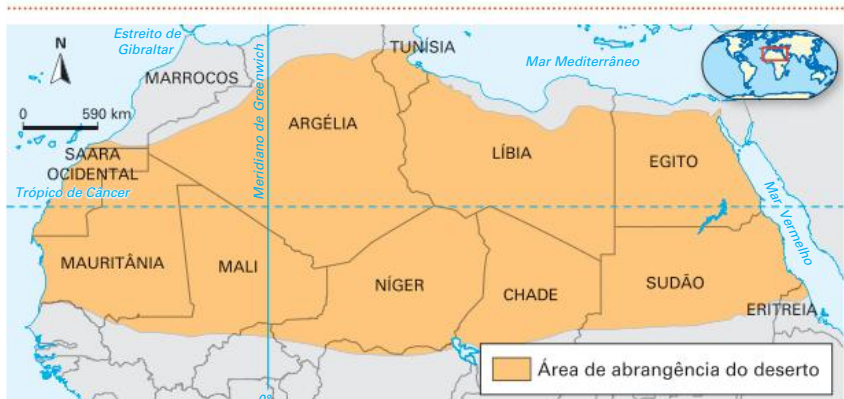 Estreito de
Gibraltar
N
Meridiano de Greenwich
TUNÍSIA
Mar Mediterrâneo
MARROCOS
0 590 km
ARGÉLIA
LÍBIA
EGITO
SAARA
OCIDENTAL
Trópico de Câncer
Mar Vermelho
MAURITÂNIA
MALI
NÍGER
CHADE
SUDÃO
ERITREIA
Área de abrangência do deserto
0°